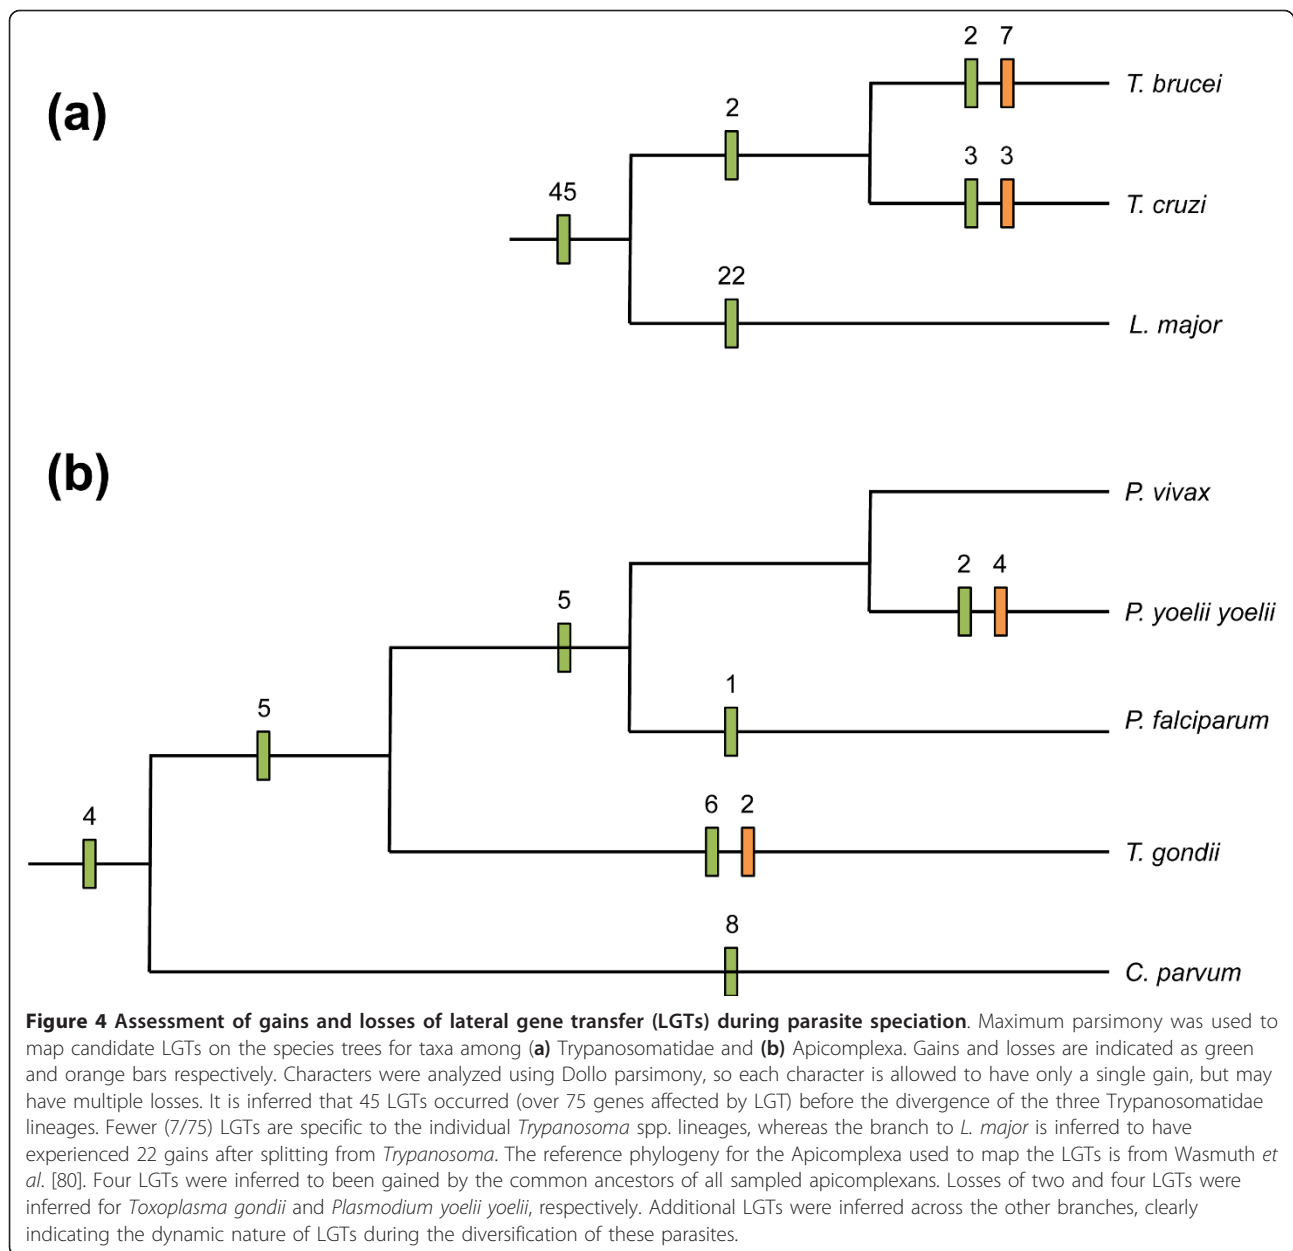 (a)
2 7
T. brucei
2
3 3
T. cruzi
45
22
L. major
(b)
P. vivax
2 4
P. yoelii yoelii
5
1
P. falciparum
5
6 2
T. gondii
4
8
C. parvum
Figure 4 Assessment of gains and losses of lateral gene transfer (LGTs) during parasite speciation. Maximum parsimony was used to
map candidate LGTs on the species trees for taxa among (a) Trypanosomatidae and (b) Apicomplexa. Gains and losses are indicated as green
and orange bars respectively. Characters were analyzed using Dollo parsimony, so each character is allowed to have only a single gain, but may
have multiple losses. It is inferred that 45 LGTs occurred (over 75 genes affected by LGT) before the divergence of the three Trypanosomatidae
lineages. Fewer (7/75) LGTs are specific to the individual Trypanosoma spp. lineages, whereas the branch to L. major is inferred to have
experienced 22 gains after splitting from Trypanosoma. The reference phylogeny for the Apicomplexa used to map the LGTs is from Wasmuth et
al. [80]. Four LGTs were inferred to been gained by the common ancestors of all sampled apicomplexans. Losses of two and four LGTs were
inferred for Toxoplasma gondii and Plasmodium yoelii yoelii, respectively. Additional LGTs were inferred across the other branches, clearly
indicating the dynamic nature of LGTs during the diversification of these parasites.